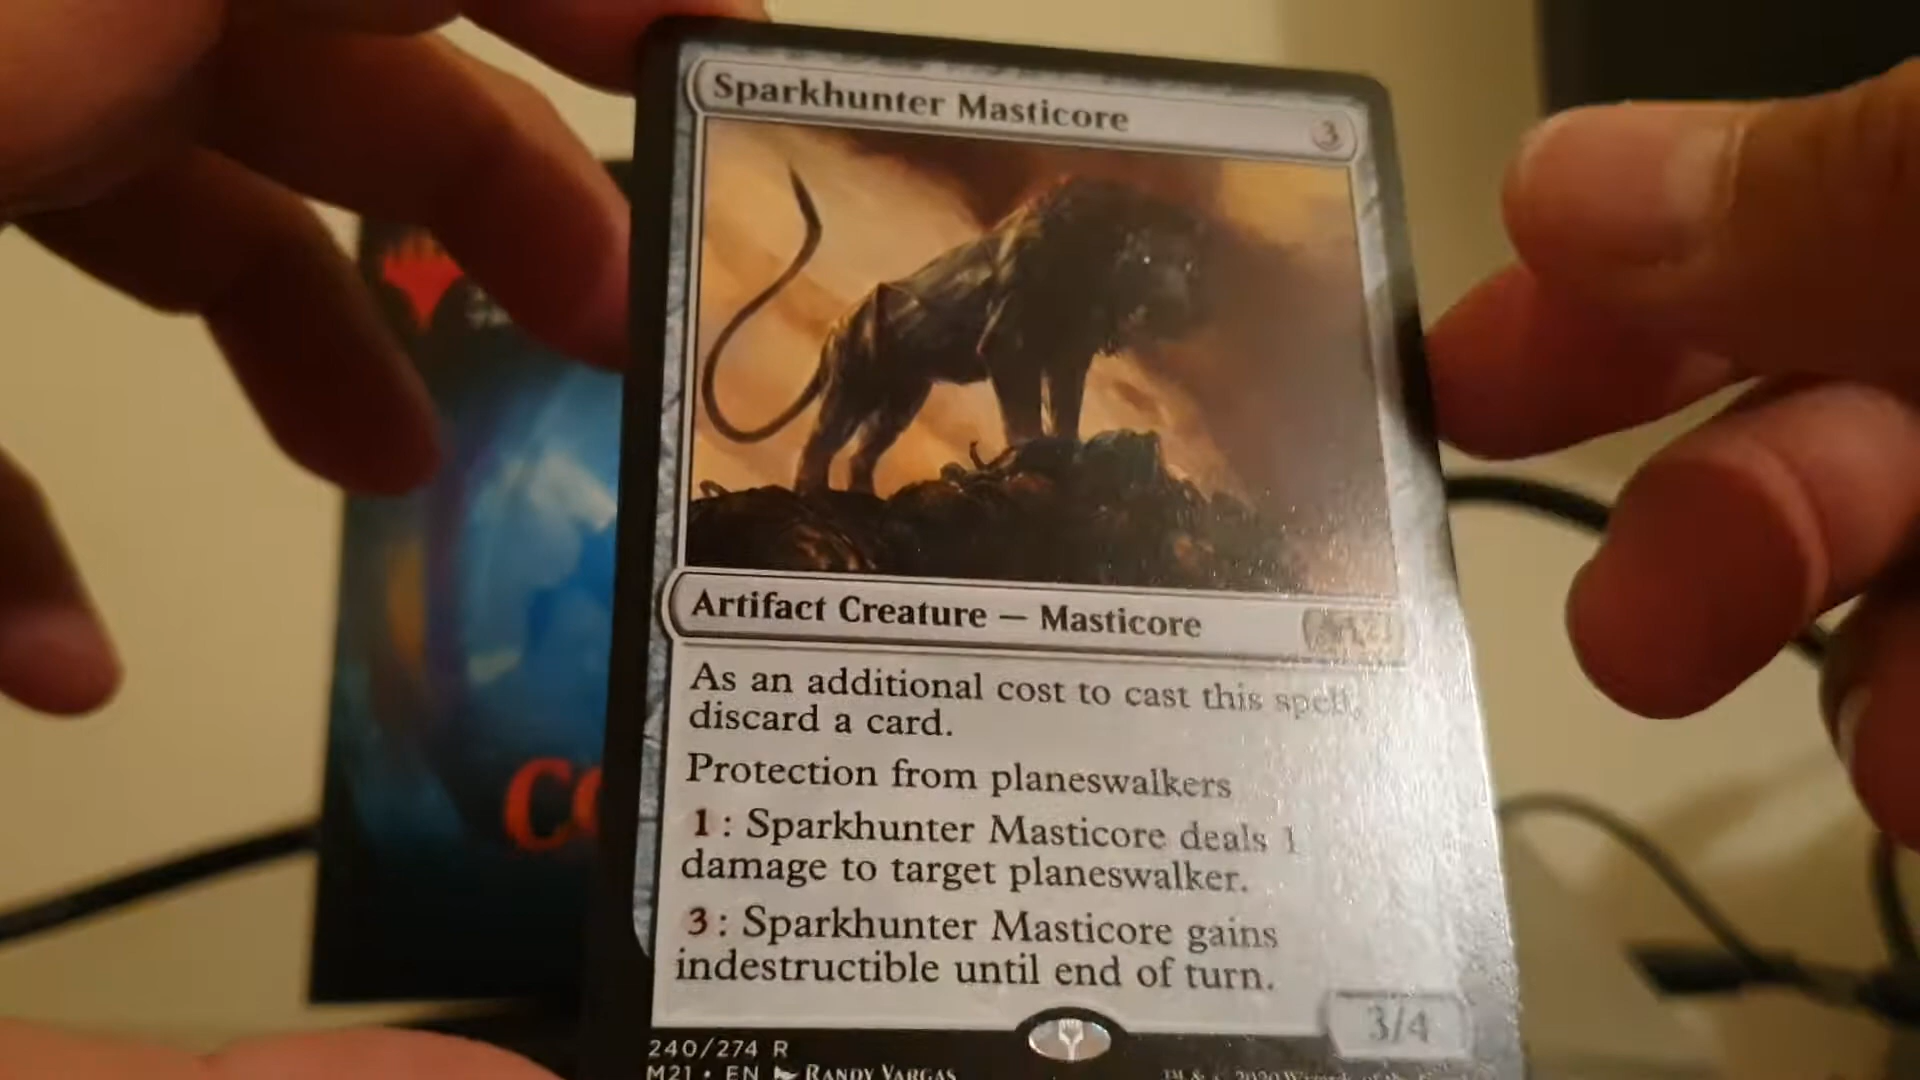 Sparkhunter Masticore 3
Artifact Creature — Masticore M21
As an additional cost to cast this spell,
discard a card.
Protection from planeswalkers
1 : Sparkhunter Masticore deals 1
damage to target planeswalker.
3 : Sparkhunter Masticore gains
indestructible until end of turn.
3/4
240/274 R
M21 • EN RANDY VARGAS
CO